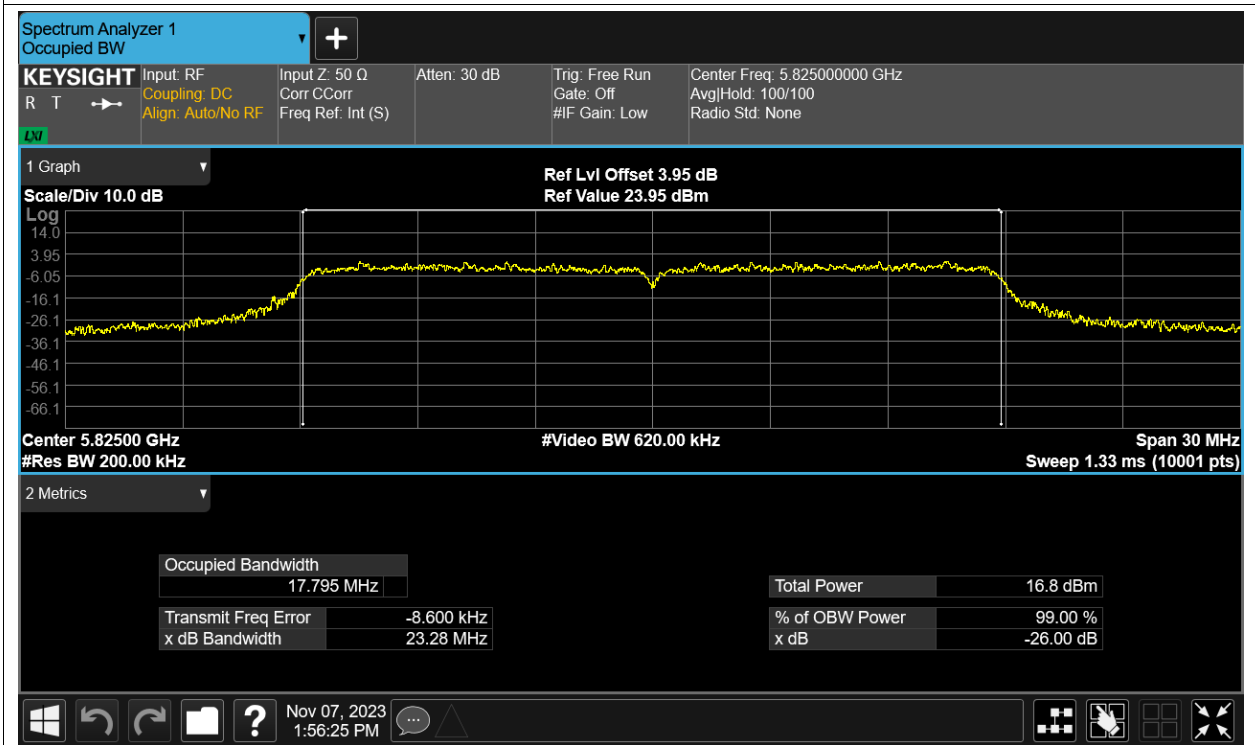 Spectrum Analyzer 1
Occupied BW
KEYSIGHT
R T
LXI
Input: RF
Coupling: DC
Align: Auto/No RF
Input Z: 50 Ω
Corr CCorr
Freq Ref: Int (S)
Atten: 30 dB
Trig: Free Run
Gate: Off
#IF Gain: Low
Center Freq: 5.825000000 GHz
Avg|Hold: 100/100
Radio Std: None
1 Graph
Scale/Div 10.0 dB
Ref Lvl Offset 3.95 dB
Ref Value 23.95 dBm
Log
14.0
3.95
-6.05
-16.1
-26.1
-36.1
-46.1
-56.1
-66.1
Center 5.82500 GHz
#Video BW 620.00 kHz
Span 30 MHz
#Res BW 200.00 kHz
Sweep 1.33 ms (10001 pts)
2 Metrics
Occupied Bandwidth
17.795 MHz
Total Power 16.8 dBm
Transmit Freq Error -8.600 kHz
% of OBW Power 99.00 %
x dB Bandwidth 23.28 MHz
x dB -26.00 dB
?
Nov 07, 2023
1:56:25 PM